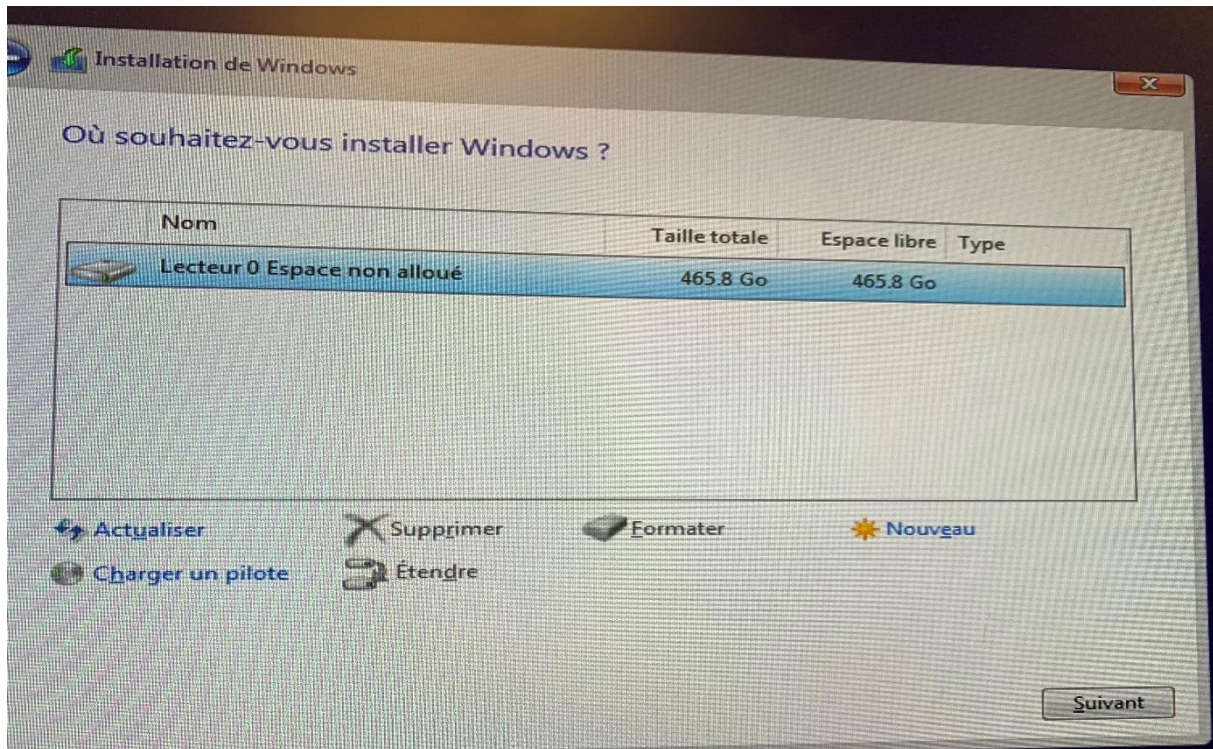 Installation de Windows
Où souhaitez-vous installer Windows ?
Nom Taille totale Espace libre Type
Lecteur 0 Espace non alloué 465.8 Go 465.8 Go
Actualiser Supprimer Formater Nouveau
Charger un pilote Étendre
Suivant